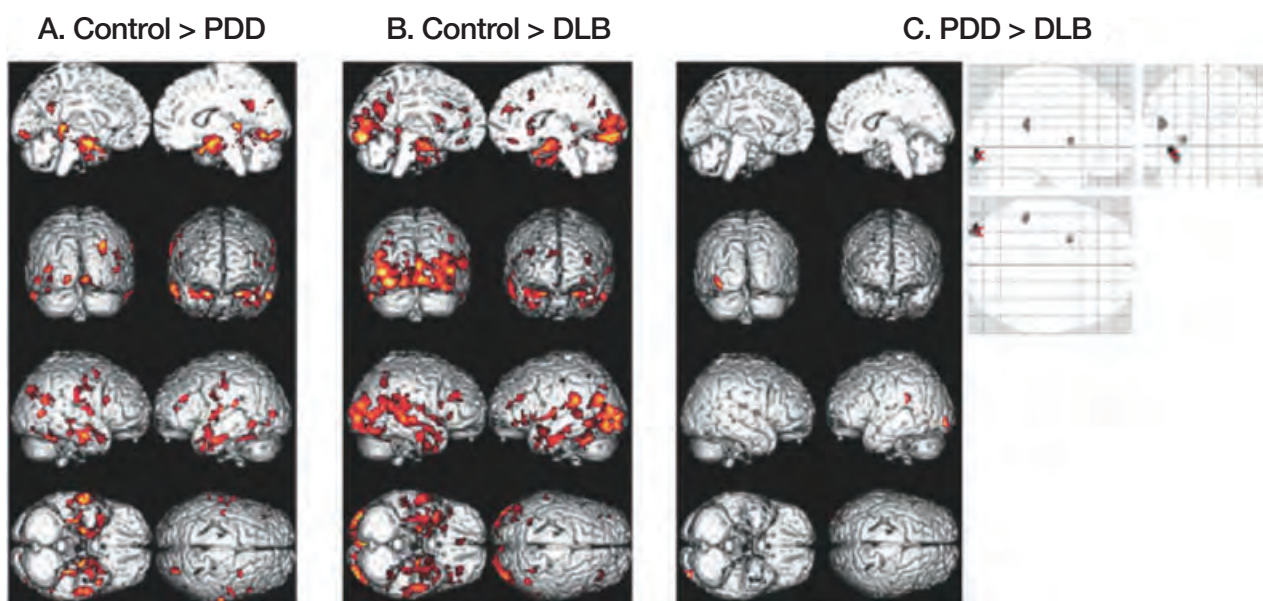 A. Control > PDD
B. Control > DLB
C. PDD > DLB